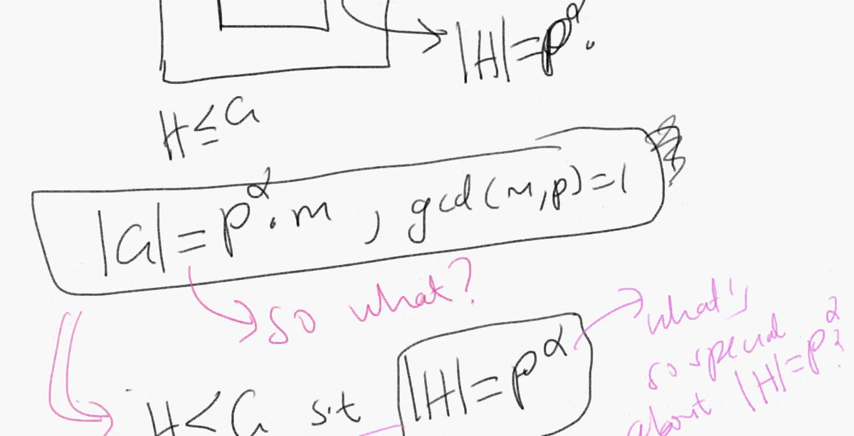 |H|=p^α.
H≤G
|G|=p^α·m, gcd(m,p)=1
so what?
what's
so special
about |H|=p^α?
H<G s.t |H|=p^α